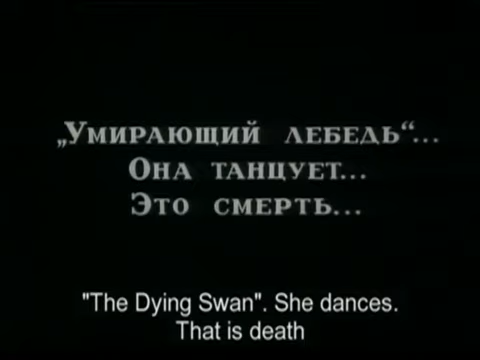 „Умирающий лебедь“...
Она танцует...
Это смерть...
"The Dying Swan". She dances.
That is death